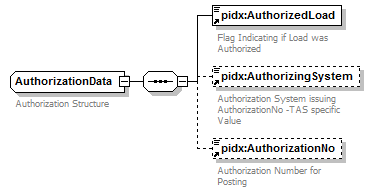 pidx:AuthorizedLoad
Flag Indicating if Load was
Authorized
AuthorizationData
Authorization Structure
pidx:AuthorizingSystem
Authorization System issuing
AuthorizationNo -TAS specific
Value
pidx:AuthorizationNo
Authorization Number for
Posting